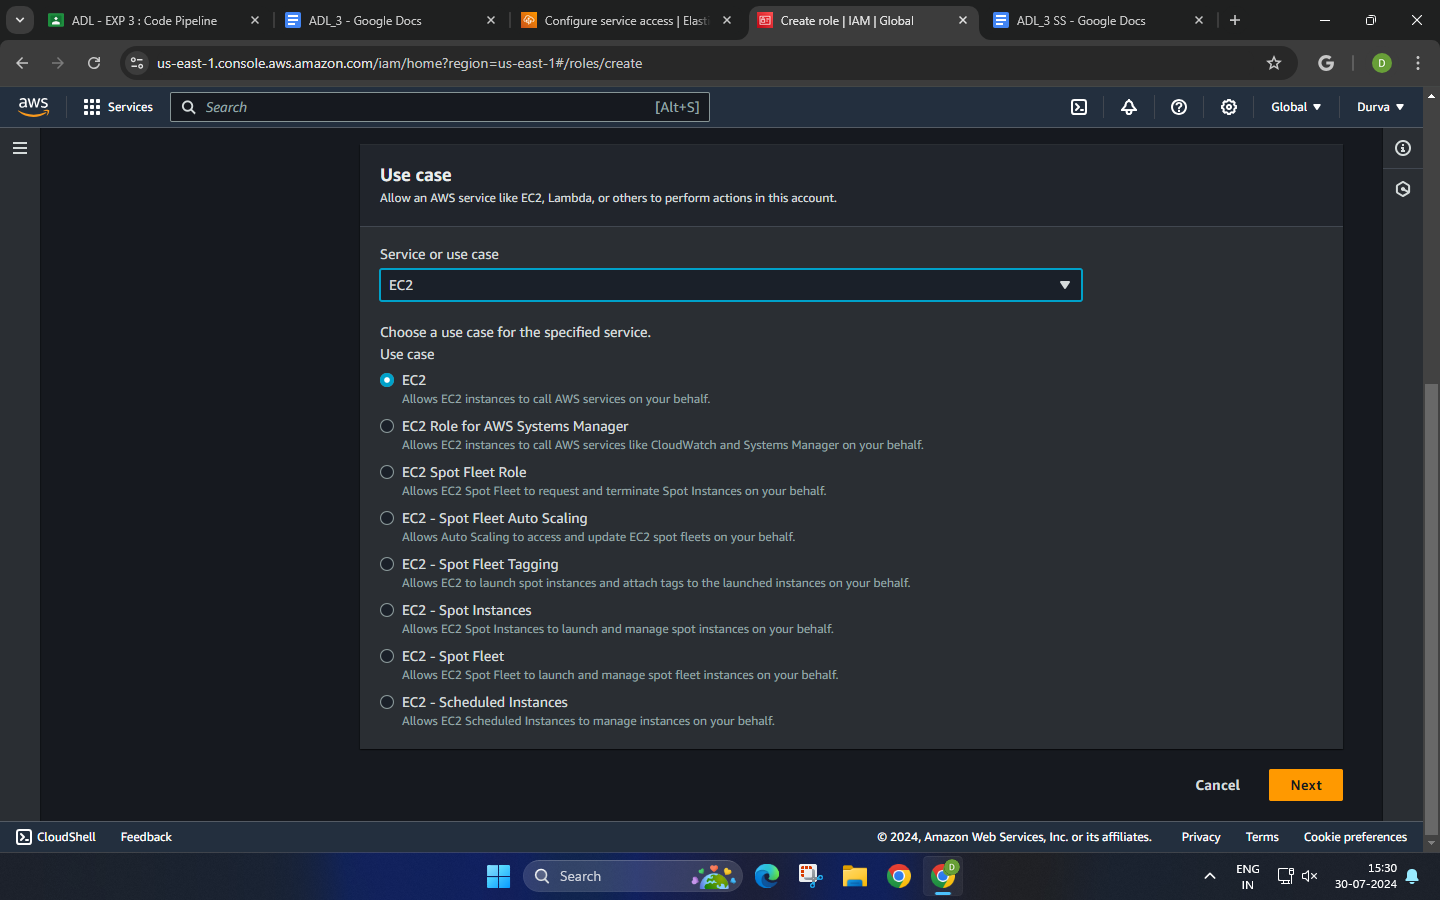 ADL - EXP 3 : Code Pipeline
ADL_3 - Google Docs
Configure service access | Elasti
Create role | IAM | Global
ADL_3 SS - Google Docs
us-east-1.console.aws.amazon.com/iam/home?region=us-east-1#/roles/create
G
D
aws
Services
Search
[Alt+S]
Global
Durva
Use case
Allow an AWS service like EC2, Lambda, or others to perform actions in this account.
Service or use case
EC2
Choose a use case for the specified service.
Use case
EC2
Allows EC2 instances to call AWS services on your behalf.
EC2 Role for AWS Systems Manager
Allows EC2 instances to call AWS services like CloudWatch and Systems Manager on your behalf.
EC2 Spot Fleet Role
Allows EC2 Spot Fleet to request and terminate Spot Instances on your behalf.
EC2 - Spot Fleet Auto Scaling
Allows Auto Scaling to access and update EC2 spot fleets on your behalf.
EC2 - Spot Fleet Tagging
Allows EC2 to launch spot instances and attach tags to the launched instances on your behalf.
EC2 - Spot Instances
Allows EC2 Spot Instances to launch and manage spot instances on your behalf.
EC2 - Spot Fleet
Allows EC2 Spot Fleet to launch and manage spot fleet instances on your behalf.
EC2 - Scheduled Instances
Allows EC2 Scheduled Instances to manage instances on your behalf.
Cancel
Next
CloudShell
Feedback
© 2024, Amazon Web Services, Inc. or its affiliates.
Privacy
Terms
Cookie preferences
Search
D
ENG
IN
15:30
30-07-2024